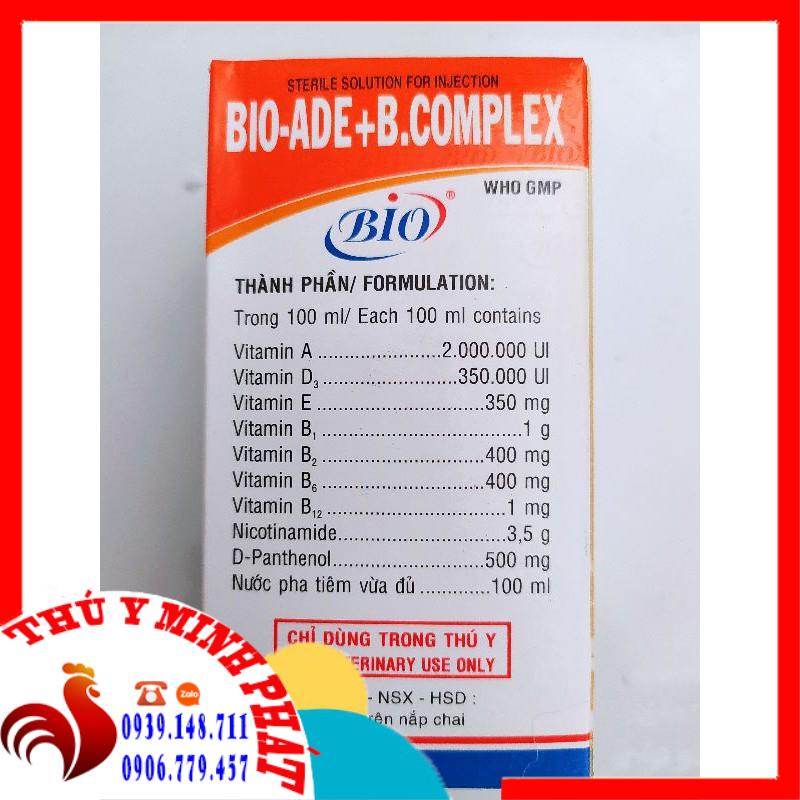 STERILE SOLUTION FOR INJECTION
BIO-ADE+B.COMPLEX
WHO GMP
BIO®
THÀNH PHẦN/ FORMULATION:
Trong 100 ml/ Each 100 ml contains
Vitamin A ........................2.000.000 UI
Vitamin D3 ..........................350.000 UI
Vitamin E ................................350 mg
Vitamin B1 .......................................1 g
Vitamin B2 ...............................400 mg
Vitamin B6 ...............................400 mg
Vitamin B12 ..................................1 mg
Nicotinamide................................3,5 g
D-Panthenol.............................500 mg
Nước pha tiêm vừa đủ .............100 ml
CHỈ DÙNG TRONG THÚ Y
USE ONLY
- NSX - HSD :
nắp chai
THÚ Y MINH PHÁT
Zalo
0939.148.711
0906.779.457